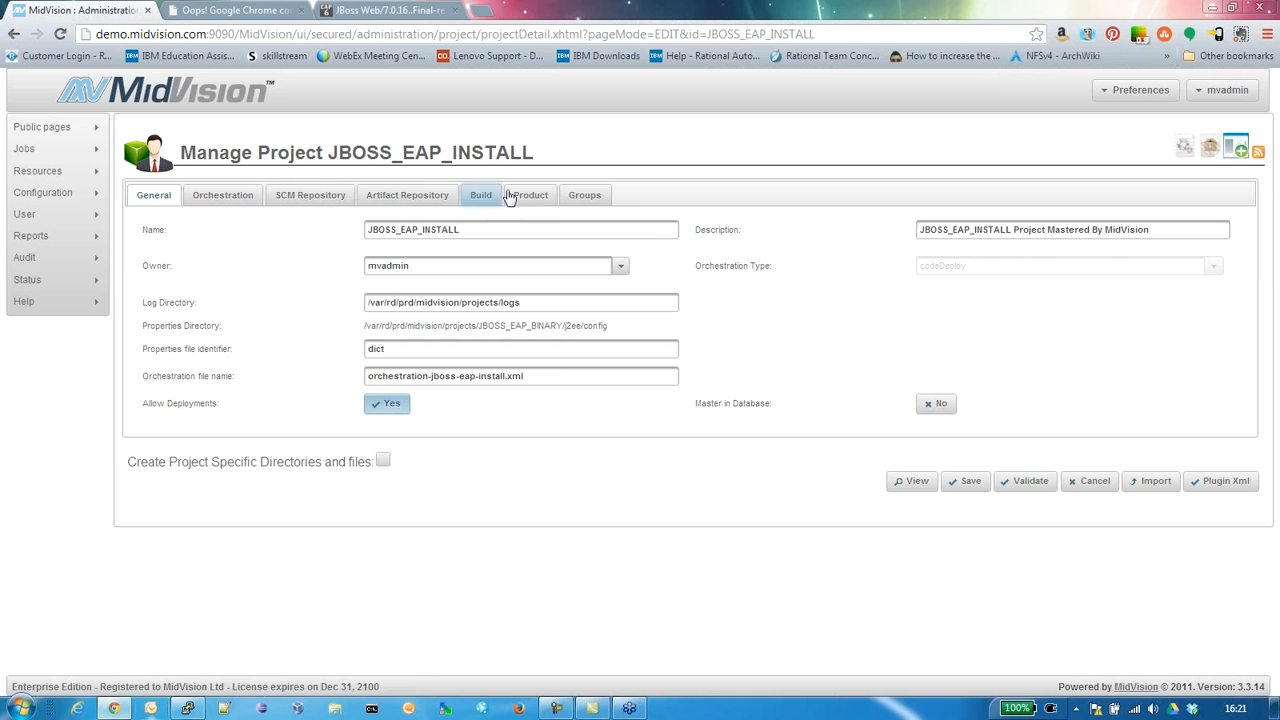 MidVision : Administration
Oops! Google Chrome co
JBoss Web/7.0.16..Final-re
demo.midvision.com:9090/MidVision/ui/secured/administration/project/projectDetail.xhtml?pageMode=EDIT&id=JBOSS_EAP_INSTALL
Customer Login - R...
IBM Education Assis...
skillstream
WebEx Meeting Cen...
Lenovo Support - D...
IBM Downloads
Help - Rational Auto...
Rational Team Conc...
How to increase the ...
NFSv4 - ArchWiki
»
Other bookmarks
MidVision™
Preferences
mvadmin
Public pages
Jobs
Resources
Configuration
User
Reports
Audit
Status
Help
Manage Project JBOSS_EAP_INSTALL
General
Orchestration
SCM Repository
Artifact Repository
Build
Product
Groups
Name:
JBOSS_EAP_INSTALL
Description:
JBOSS_EAP_INSTALL Project Mastered By MidVision
Owner:
mvadmin
Orchestration Type:
codeDeploy
Log Directory:
/var/rd/prd/midvision/projects/logs
Properties Directory:
/var/rd/prd/midvision/projects/JBOSS_EAP_BINARY/j2ee/config
Properties file identifier:
dict
Orchestration file name:
orchestration-jboss-eap-install.xml
Allow Deployments:
Yes
Master in Database:
No
Create Project Specific Directories and files:
View
Save
Validate
Cancel
Import
Plugin Xml
Enterprise Edition - Registered to MidVision Ltd - License expires on Dec 31, 2100
Powered by MidVision © 2011. Version: 3.3.14
100%
16:21